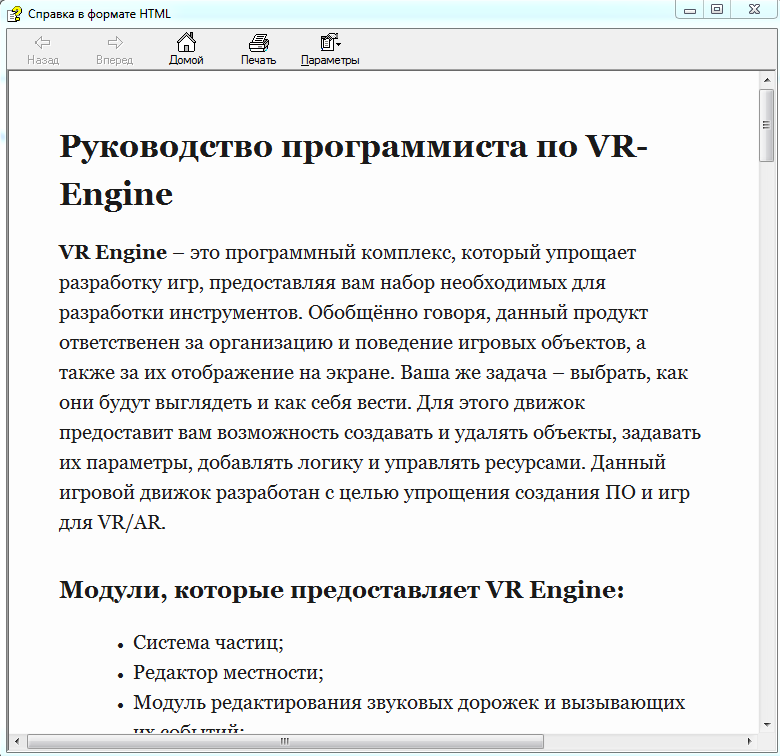 Справка в формате HTML
Назад Вперед Домой Печать Параметры
Руководство программиста по VR-
Engine
VR Engine – это программный комплекс, который упрощает
разработку игр, предоставляя вам набор необходимых для
разработки инструментов. Обобщённо говоря, данный продукт
ответственен за организацию и поведение игровых объектов, а
также за их отображение на экране. Ваша же задача – выбрать, как
они будут выглядеть и как себя вести. Для этого движок
предоставит вам возможность создавать и удалять объекты, задавать
их параметры, добавлять логику и управлять ресурсами. Данный
игровой движок разработан с целью упрощения создания ПО и игр
для VR/AR.
Модули, которые предоставляет VR Engine:
• Система частиц;
• Редактор местности;
• Модуль редактирования звуковых дорожек и вызывающих
их событий;